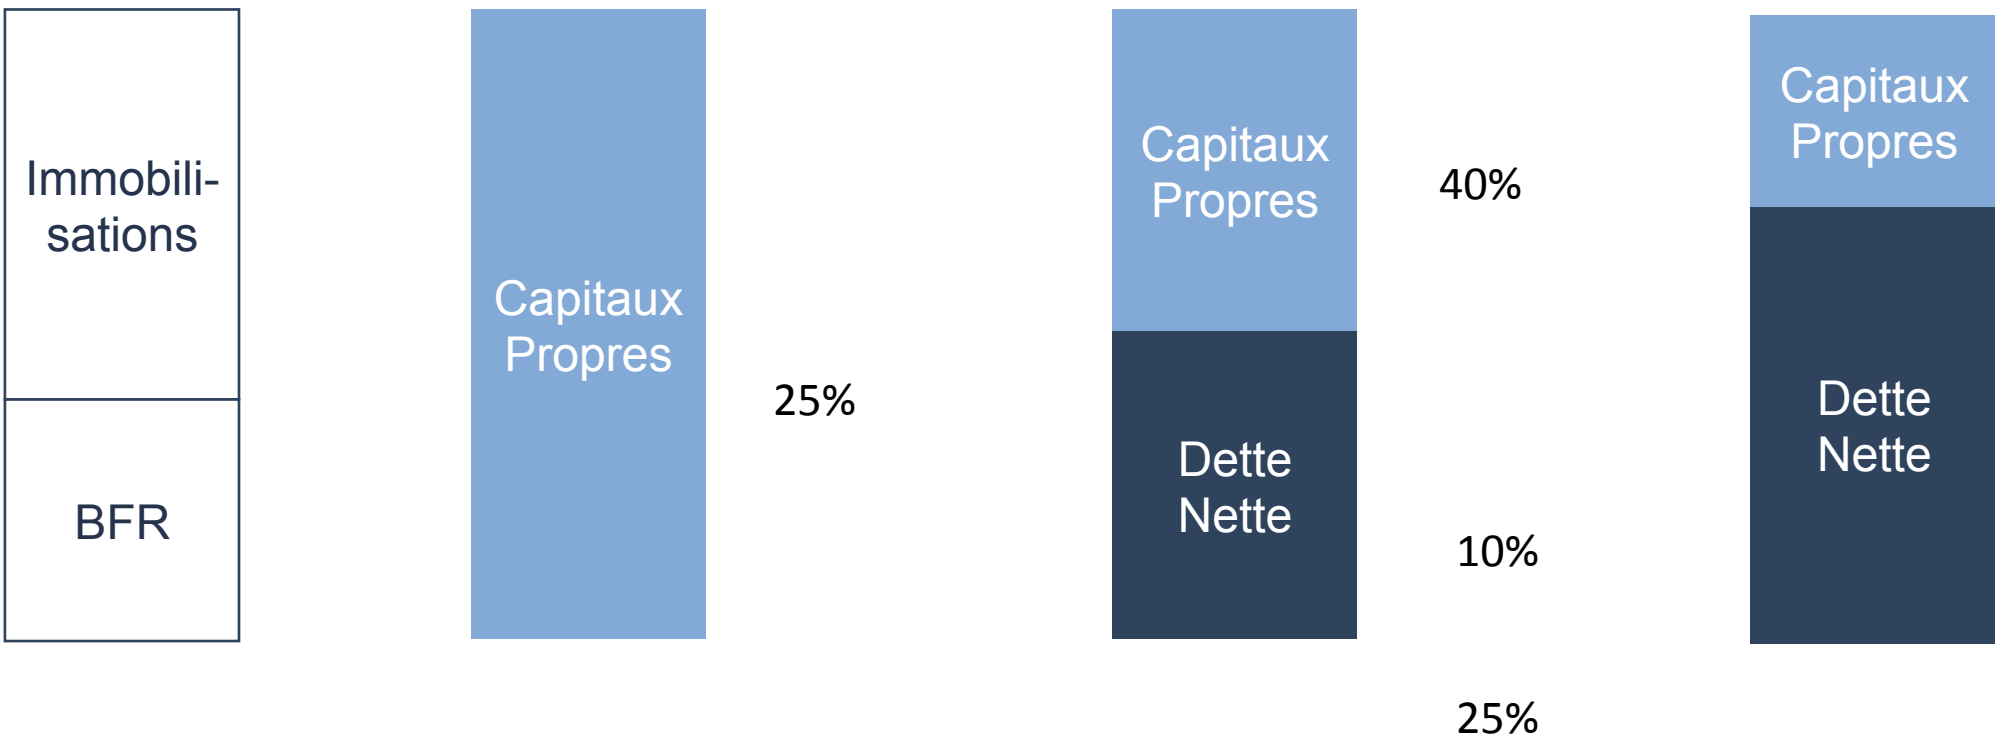 Immobili-
sations
BFR
Capitaux
Propres
25%
Capitaux
Propres
Dette
Nette
40%
10%
25%
Capitaux
Propres
Dette
Nette